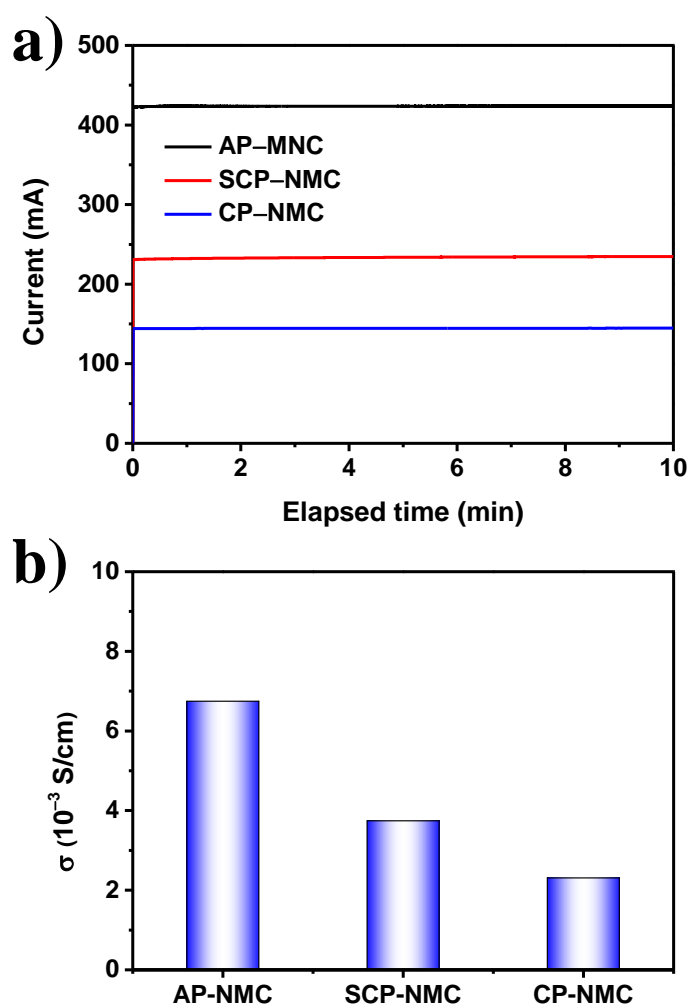 a)
500
400
300
200
100
0
Current (mA)
AP–MNC
SCP–NMC
CP–NMC
0 2 4 6 8 10
Elapsed time (min)
b)
10
8
6
4
2
0
σ (10⁻³ S/cm)
AP-NMC SCP-NMC CP-NMC